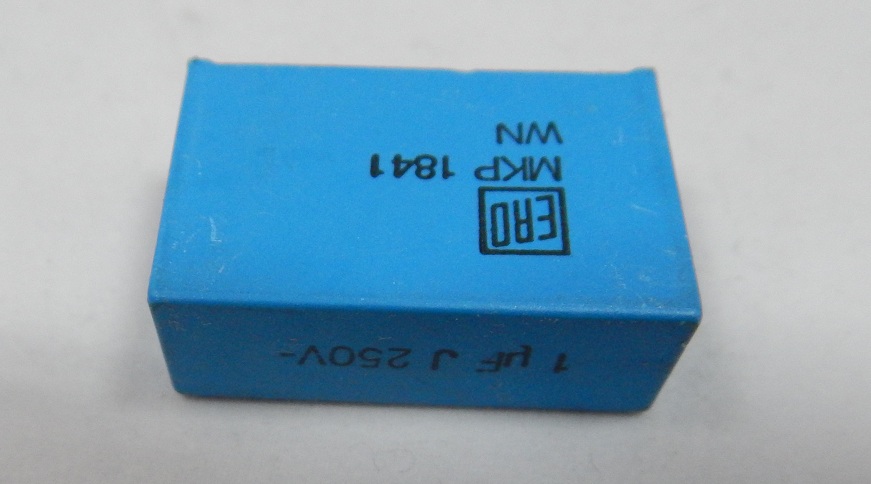 1 µF J 250V-
ERO
MKP 1841
WN